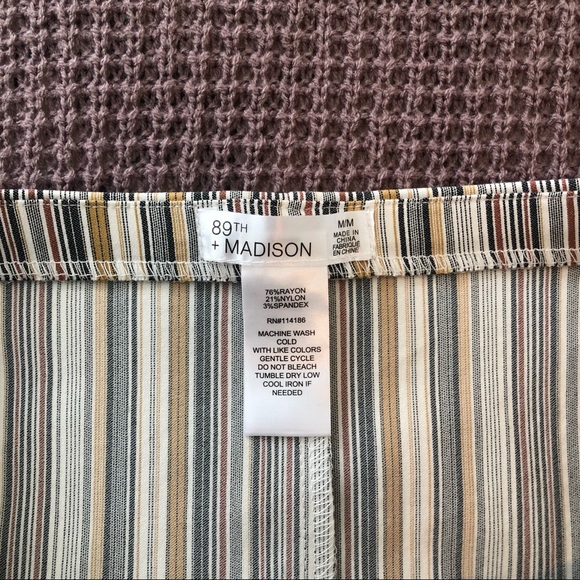 89TH
+ MADISON
M/M
MADE IN
CHINA
FABRIQUE
EN CHINE
76%RAYON
21%NYLON
3%SPANDEX
RN#114186
MACHINE WASH
COLD
WITH LIKE COLORS
GENTLE CYCLE
DO NOT BLEACH
TUMBLE DRY LOW
COOL IRON IF
NEEDED